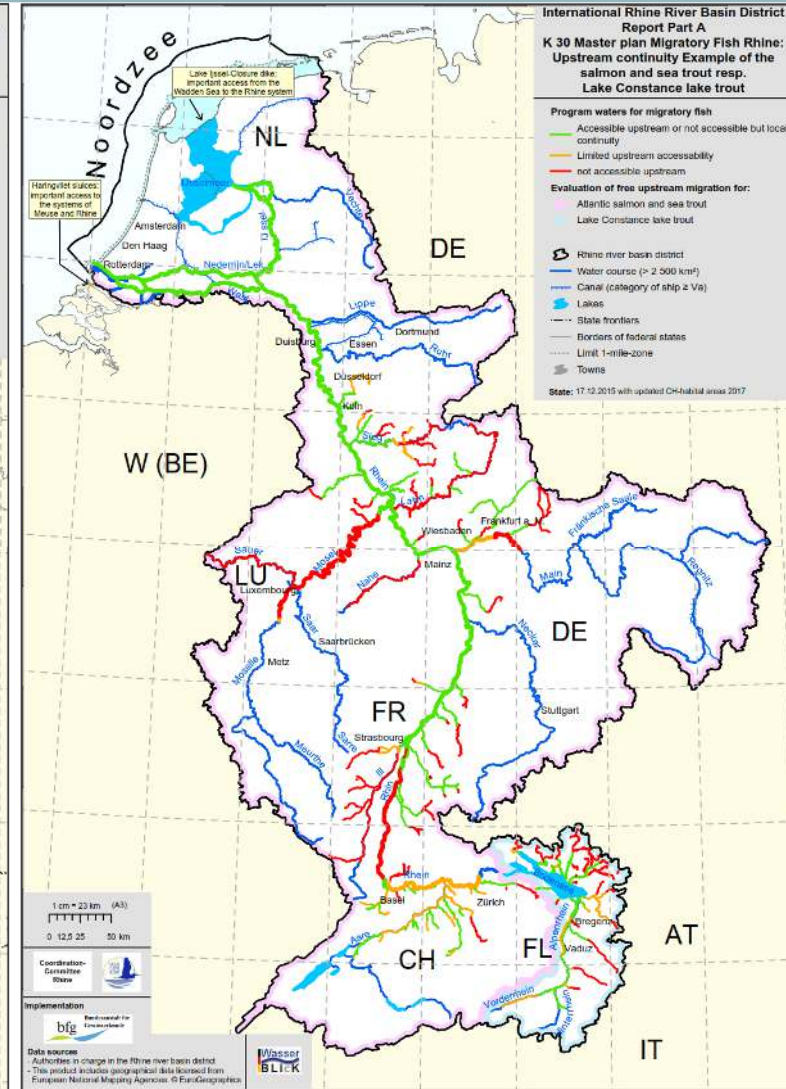 International Rhine River Basin District
Report Part A
K 30 Master plan Migratory Fish Rhine:
Upstream continuity Example of the
salmon and sea trout resp.
Lake Constance lake trout
Program waters for migratory fish
Accessible upstream or not accessible but local
continuity
Limited upstream accessability
not accessible upstream
Evaluation of free upstream migration for:
Atlantic salmon and sea trout
Lake Constance lake trout
Rhine river basin district
Water course (> 2 500 km²)
Canal (category of ship ≥ Va)
Lakes
State frontiers
Borders of federal states
Limit 1-mile-zone
Towns
State: 17.12.2015 with updated CH-habitat areas 2017
Noordzee
Lake Ijssel-Closure dike:
important access from the
Wadden Sea to the Rhine system
NL
Haringvliet sluices:
important access to
the systems of
Meuse and Rhine
Amsterdam
Vechte
IJssel
DE
Den Haag
Rotterdam
Nederrijn/Lek
Waal
Lippe
Duisburg
Dortmund
Essen
Ruhr
Düsseldorf
Köln
Sieg
W (BE)
Rhein
Lahn
Wiesbaden
Frankfurt a. M.
Fränkische Saale
Sauer
Mosel
Mainz
Main
Regnitz
LU
Luxembourg
Nahe
Saar
Saarbrücken
Neckar
DE
Metz
Moselle
FR
Stuttgart
Strasbourg
Sarre
Meurthe
Ill
Rhin
Rhein
Basel
Zürich
Bodensee
Bregenz
AT
Aare
CH
FL
Alpenrhein
Vaduz
Vorderrhein
Hinterrhein
IT
1 cm = 23 km (A3)
0 12,5 25 50 km
Coordination-
Committee
Rhine
Implementation
bfg Bundesanstalt für
Gewässerkunde
Data sources
- Authorities in charge in the Rhine river basin district
- This product includes geographical data licensed from
European National Mapping Agencies. © EuroGeographics
Wasser
BLIcK